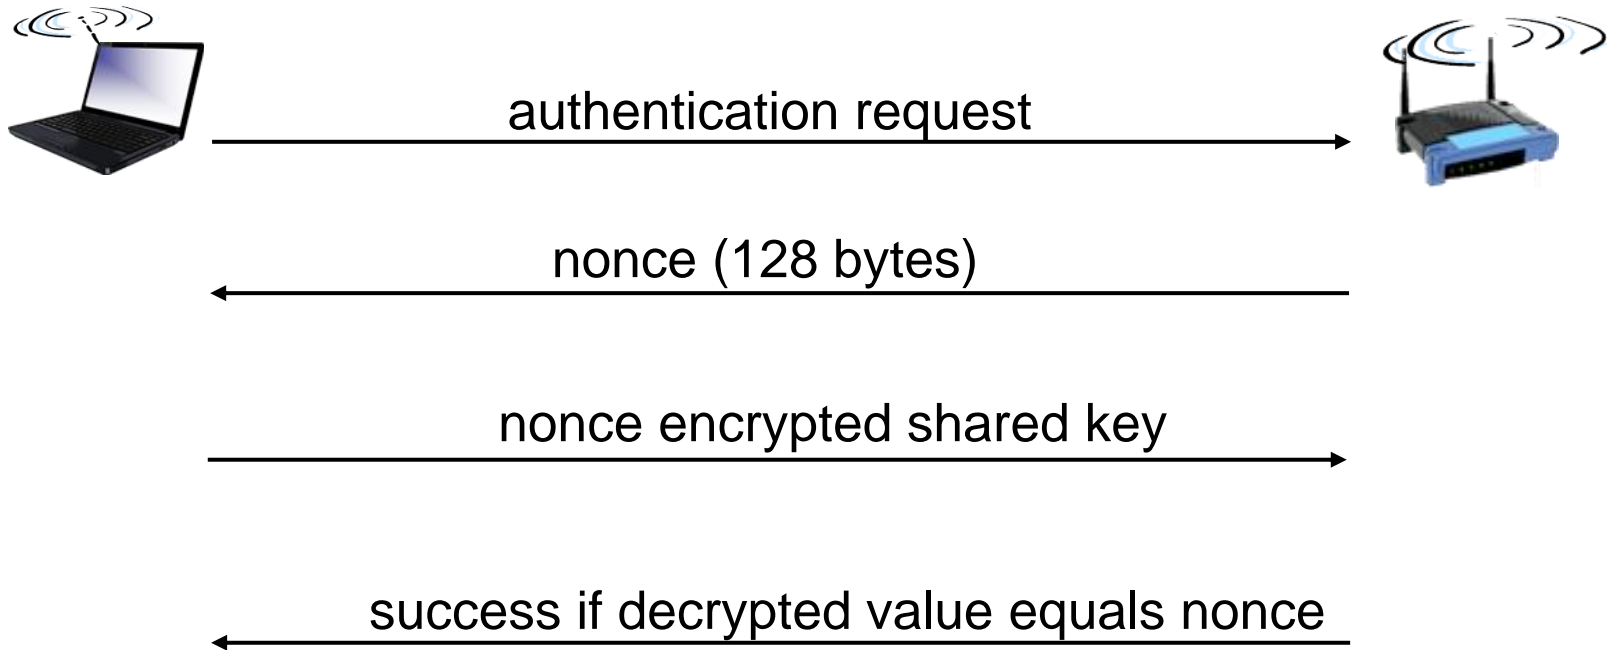 authentication request
nonce (128 bytes)
nonce encrypted shared key
success if decrypted value equals nonce